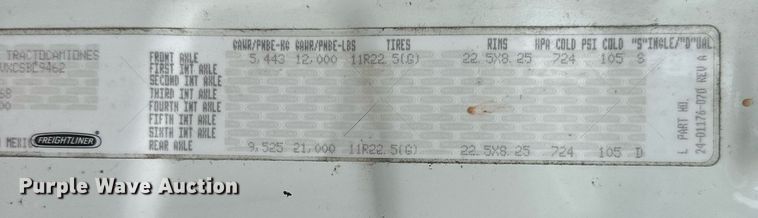 GAWR/PNBE-KG GAWR/PNBE-LBS TIRES RIMS KPA COLD PSI COLD "S"INGLE/"D"UAL
TRACTOCAMIONES
FRONT AXLE 5,443 12,000 11R22.5(G) 22.5X8.25 724 105 S
FIRST INT AXLE
SECOND INT AXLE
THIRD INT AXLE
FOURTH INT AXLE
FIFTH INT AXLE
SIXTH INT AXLE
REAR AXLE 9,525 21,000 11R22.5(G) 22.5X8.25 724 105 D
FREIGHTLINER
L PART NO.
24-01176-070 REV A
Purple Wave Auction